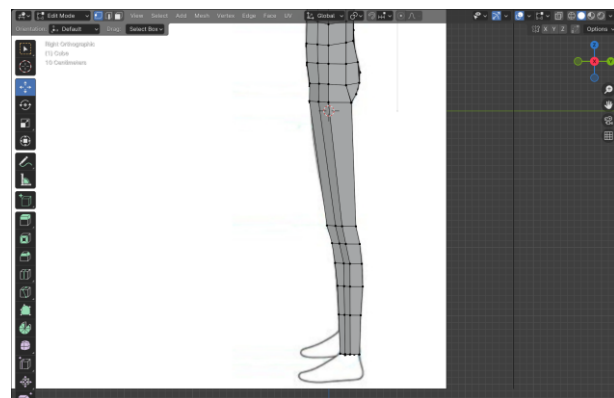 Edit Mode View Select Add Mesh Vertex Edge Face UV Global
Orientation: Default Drag: Select Box X Y Z Options
Right Orthographic
(1) Cube
10 Centimeters